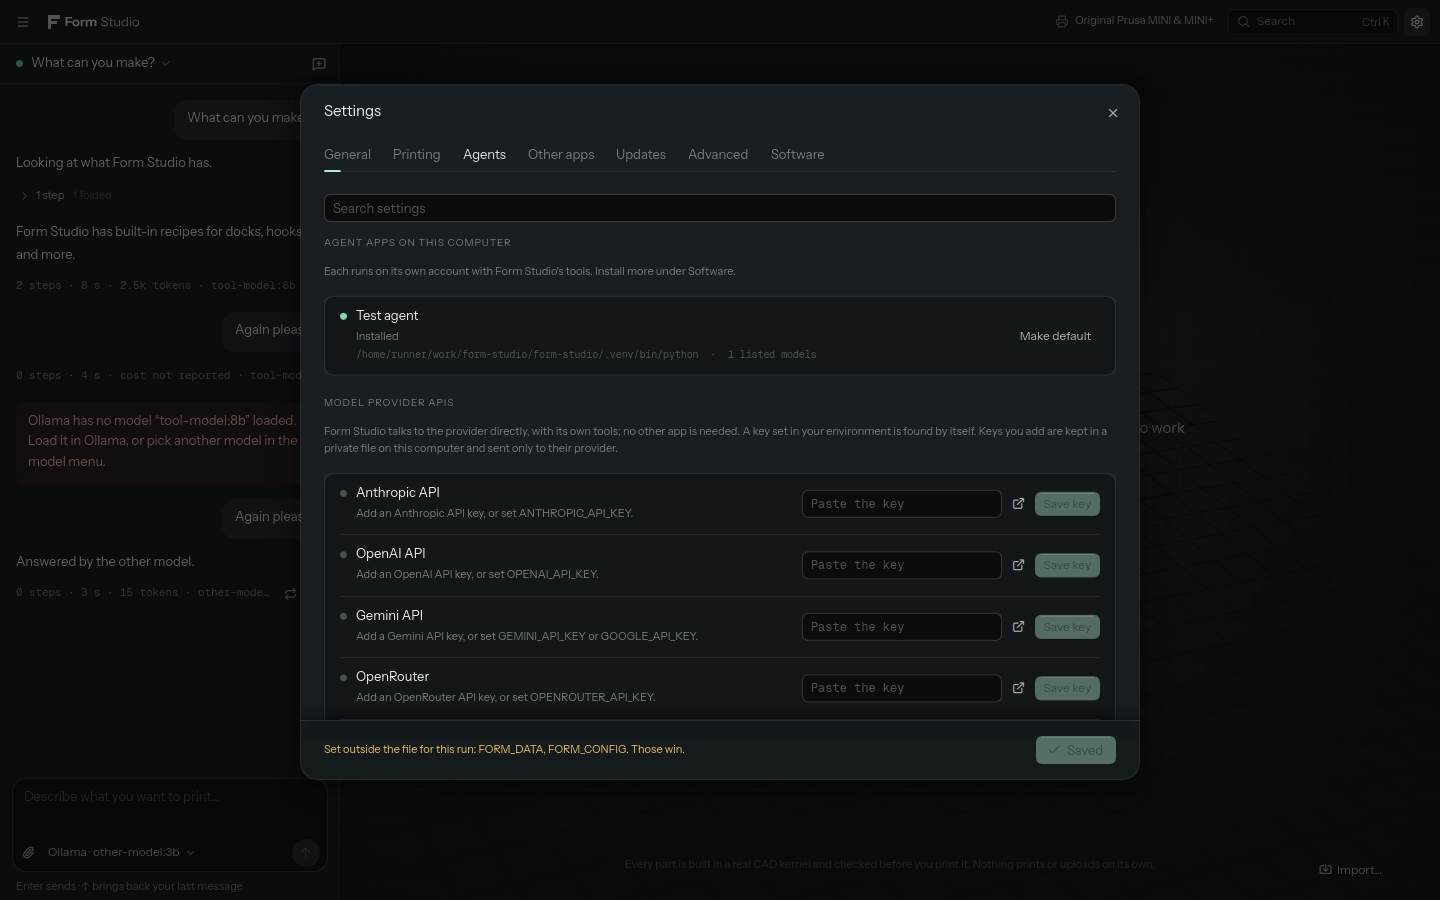 Form Studio
Original Prusa MINI & MINI+
Search
Ctrl K
What can you make?
What can you make
Looking at what Form Studio has.
1 step 1 folded
Form Studio has built-in recipes for docks, hooks
and more.
2 steps · 8 s · 2.5k tokens · tool-model:8b
Again pleas
0 steps · 4 s · cost not reported · tool-mod
Ollama has no model “tool-model:8b” loaded.
Load it in Ollama, or pick another model in the
model menu.
Again pleas
Answered by the other model.
0 steps · 3 s · 15 tokens · other-mode…
Describe what you want to print...
Ollama · other-model:3b
Enter sends · ↑ brings back your last message
Settings
General
Printing
Agents
Other apps
Updates
Advanced
Software
Search settings
AGENT APPS ON THIS COMPUTER
Each runs on its own account with Form Studio's tools. Install more under Software.
Test agent
Installed
/home/runner/work/form-studio/form-studio/.venv/bin/python · 1 listed models
Make default
MODEL PROVIDER APIS
Form Studio talks to the provider directly, with its own tools; no other app is needed. A key set in your environment is found by itself. Keys you add are kept in a
private file on this computer and sent only to their provider.
Anthropic API
Add an Anthropic API key, or set ANTHROPIC_API_KEY.
Paste the key
Save key
OpenAI API
Add an OpenAI API key, or set OPENAI_API_KEY.
Paste the key
Save key
Gemini API
Add a Gemini API key, or set GEMINI_API_KEY or GOOGLE_API_KEY.
Paste the key
Save key
OpenRouter
Add an OpenRouter API key, or set OPENROUTER_API_KEY.
Paste the key
Save key
Set outside the file for this run: FORM_DATA, FORM_CONFIG. Those win.
Saved
o work
Every part is built in a real CAD kernel and checked before you print it. Nothing prints or uploads on its own.
Import...